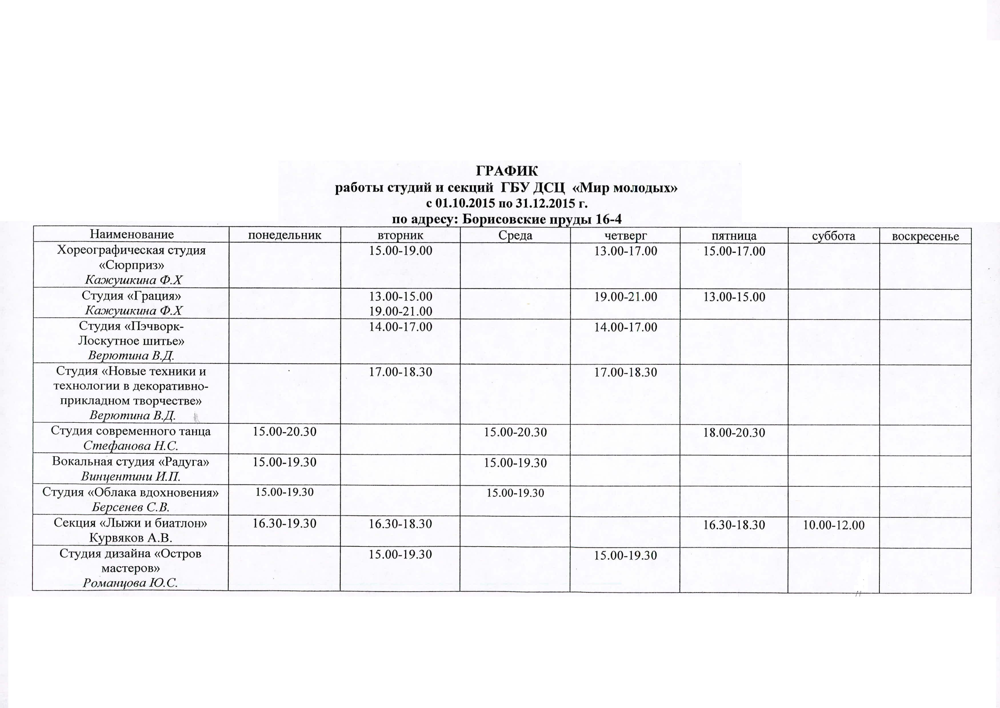 ГРАФИК
работы студий и секций ГБУ ДСЦ «Мир молодых»
с 01.10.2015 по 31.12.2015 г.
по адресу: Борисовские пруды 16-4
Наименование понедельник вторник Среда четверг пятница суббота воскресенье
Хореографическая студия 15.00-19.00 13.00-17.00 15.00-17.00
«Сюрприз»
Кажушкина Ф.Х
Студия «Грация» 13.00-15.00 19.00-21.00 13.00-15.00
Кажушкина Ф.Х 19.00-21.00
Студия «Пэчворк- 14.00-17.00 14.00-17.00
Лоскутное шитье»
Верютина В.Д.
Студия «Новые техники и 17.00-18.30 17.00-18.30
технологии в декоративно-
прикладном творчестве»
Верютина В.Д.
Студия современного танца 15.00-20.30 15.00-20.30 18.00-20.30
Стефанова Н.С.
Вокальная студия «Радуга» 15.00-19.30 15.00-19.30
Винцентини И.П.
Студия «Облака вдохновения» 15.00-19.30 15.00-19.30
Берсенев С.В.
Секция «Лыжи и биатлон» 16.30-19.30 16.30-18.30 16.30-18.30 10.00-12.00
Курвяков А.В.
Студия дизайна «Остров 15.00-19.30 15.00-19.30
мастеров»
Романцова Ю.С.